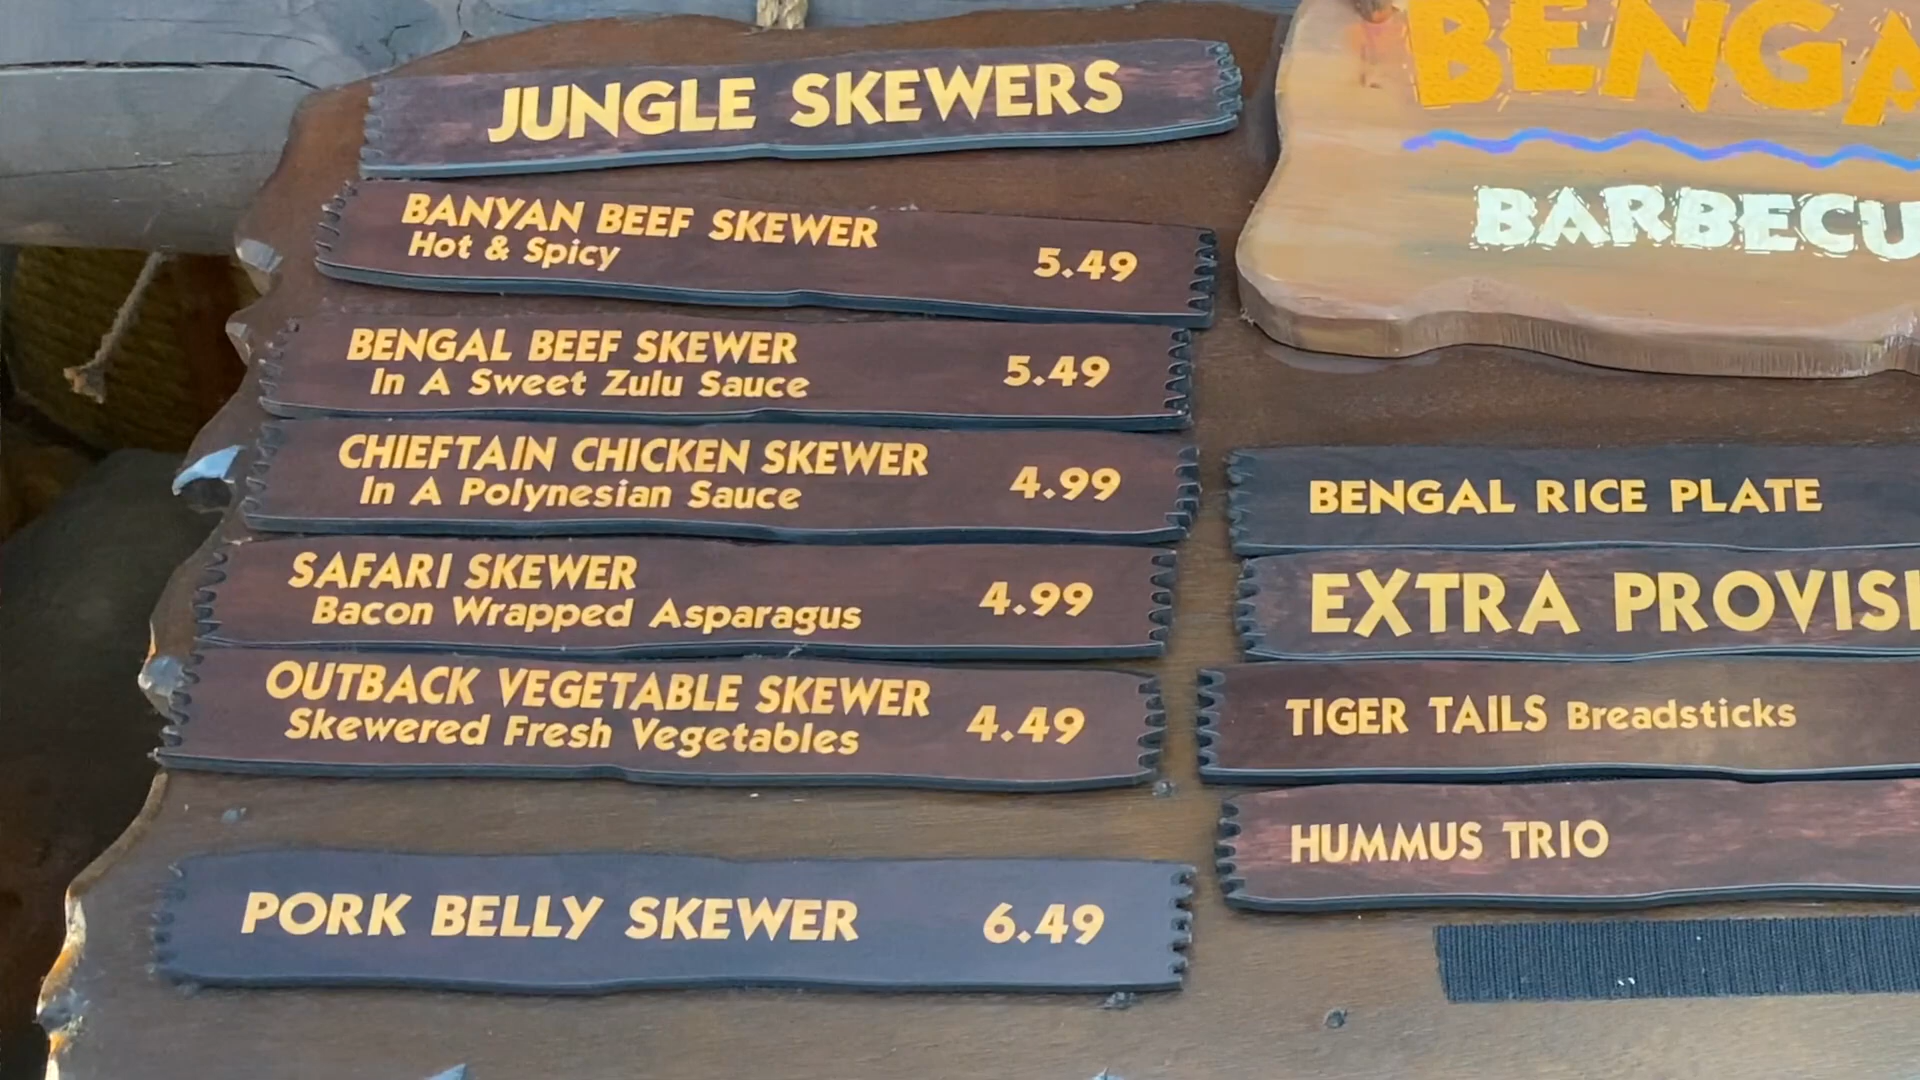 JUNGLE SKEWERS
BANYAN BEEF SKEWER
Hot & Spicy
5.49
BENGAL BEEF SKEWER
In A Sweet Zulu Sauce
5.49
CHIEFTAIN CHICKEN SKEWER
In A Polynesian Sauce
4.99
SAFARI SKEWER
Bacon Wrapped Asparagus
4.99
OUTBACK VEGETABLE SKEWER
Skewered Fresh Vegetables
4.49
PORK BELLY SKEWER 6.49
BENGA
BARBECU
BENGAL RICE PLATE
EXTRA PROVISI
TIGER TAILS Breadsticks
HUMMUS TRIO